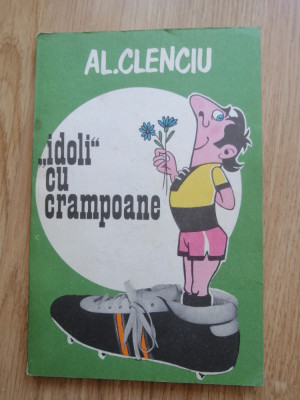 AL.CLENCIU
„idoli“
cu
crampoane